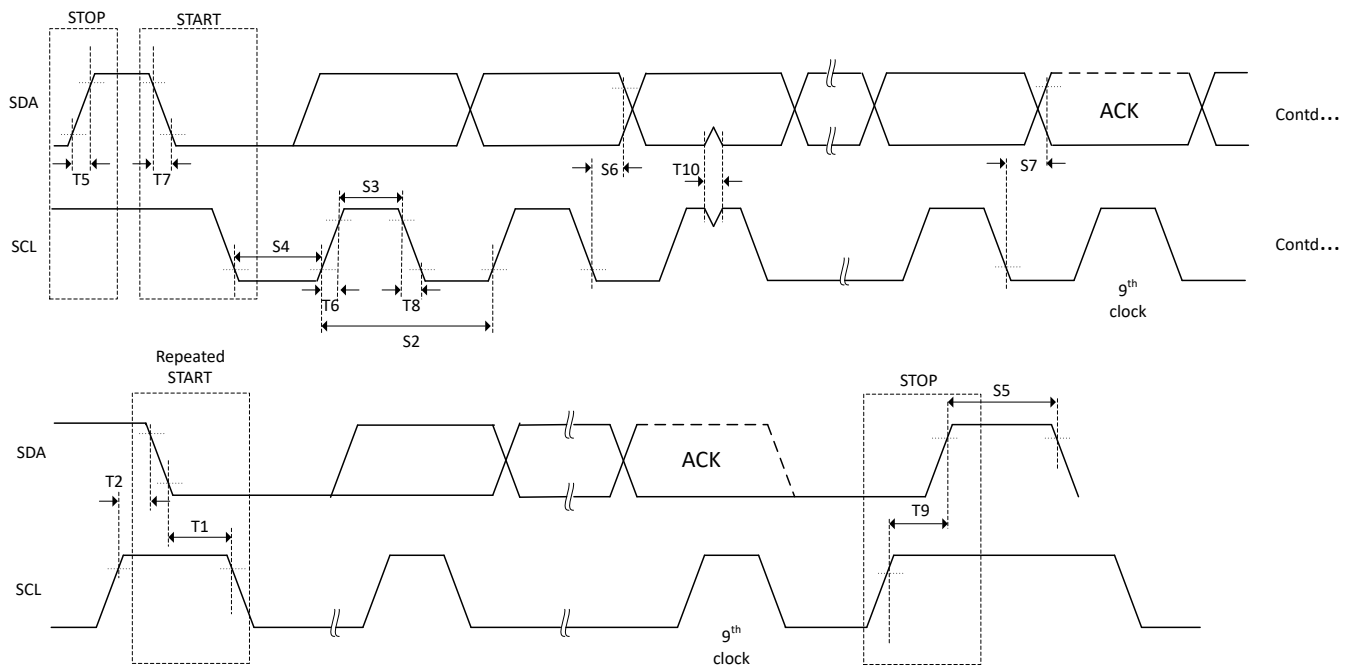 STOP
START
SDA
ACK
Contd...
T5
T7
S6
T10
S7
S3
SCL
S4
Contd...
T6
T8
9th
clock
S2
Repeated
START
STOP
S5
SDA
ACK
T2
T9
T1
SCL
9th
clock